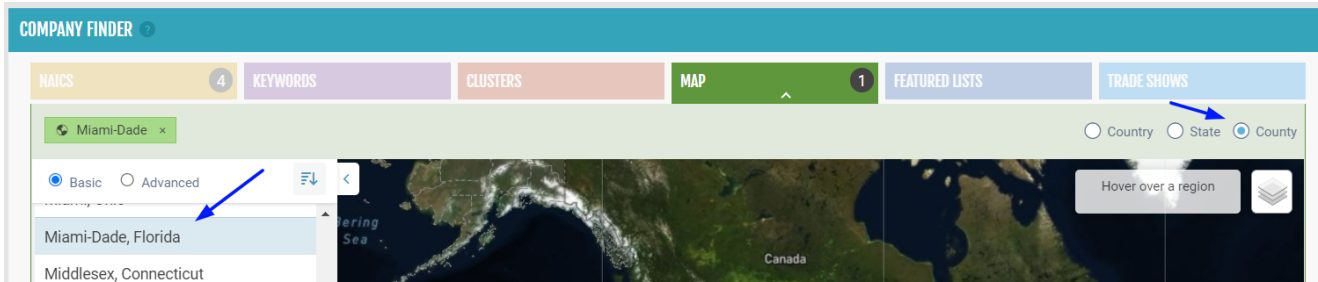 COMPANY FINDER ?
NAICS 4 KEYWORDS CLUSTERS MAP 1 FEATURED LISTS TRADE SHOWS
Miami-Dade × Country State County
Basic Advanced
Hover over a region
Miami-Dade, Florida
Bering
Sea
Canada
Middlesex, Connecticut